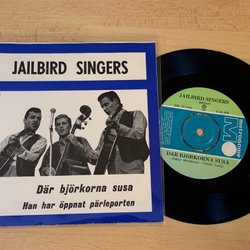 JAILBIRD SINGERS
Där björkorna susa
Han har öppnat pärleporten
JAILBIRD SINGERS
DÄR BJÖRKORNA SUSA
metronome